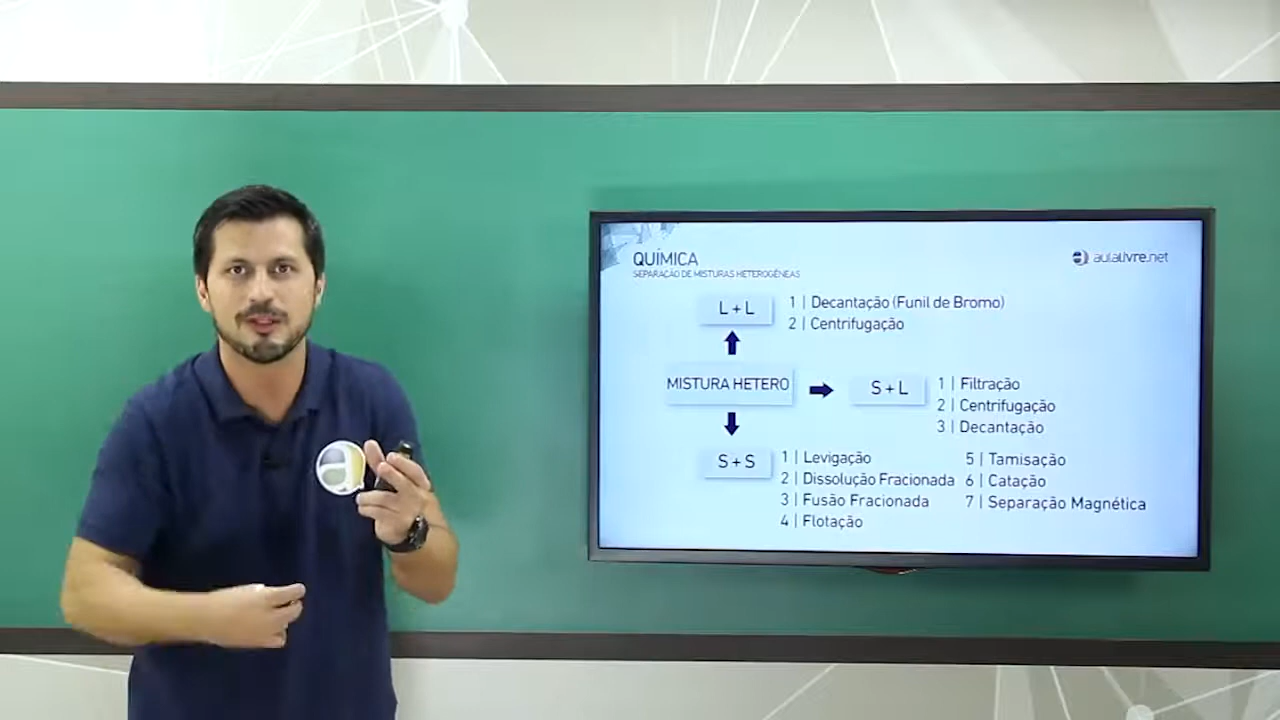 QUÍMICA
SEPARAÇÃO DE MISTURAS HETEROGÊNEAS
aulalivre.net
L + L
1 | Decantação (Funil de Bromo)
2 | Centrifugação
MISTURA HETERO
S + L
1 | Filtração
2 | Centrifugação
3 | Decantação
S + S
1 | Levigação
2 | Dissolução Fracionada
3 | Fusão Fracionada
4 | Flotação
5 | Tamisação
6 | Catação
7 | Separação Magnética